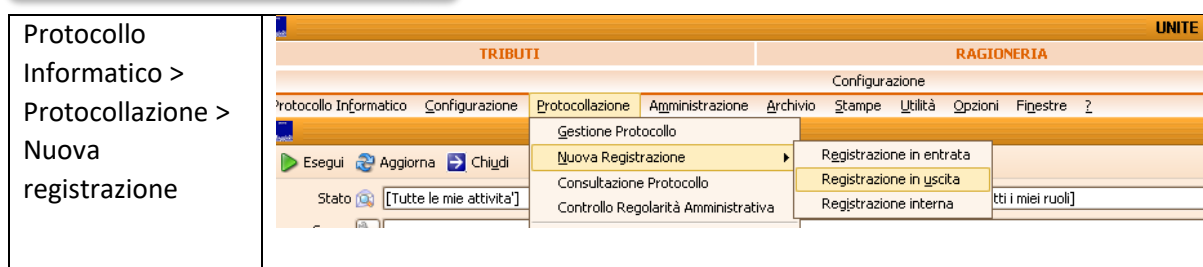 Protocollo
Informatico >
Protocollazione >
Nuova
registrazione
UNITE
TRIBUTI RAGIONERIA
Configurazione
Protocollo Informatico Configurazione Protocollazione Amministrazione Archivio Stampe Utilità Opzioni Finestre ?
Gestione Protocollo
Esegui Aggiorna Chiudi Nuova Registrazione Registrazione in entrata
Consultazione Protocollo Registrazione in uscita
Stato [Tutte le mie attivita'] Controllo Regolarità Amministrativa Registrazione interna tti i miei ruoli]